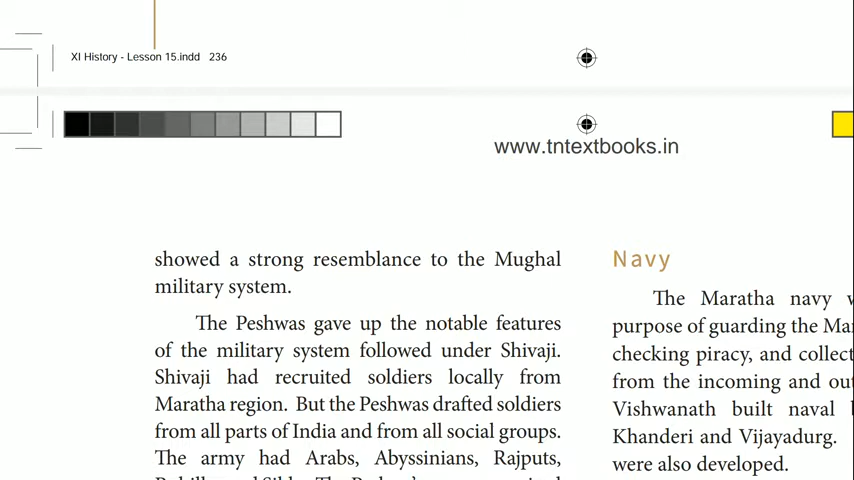 XI History - Lesson 15.indd 236
www.tntextbooks.in
showed a strong resemblance to the Mughal
military system.
The Peshwas gave up the notable features
of the military system followed under Shivaji.
Shivaji had recruited soldiers locally from
Maratha region. But the Peshwas drafted soldiers
from all parts of India and from all social groups.
The army had Arabs, Abyssinians, Rajputs,
Navy
The Maratha navy
purpose of guarding the
checking piracy, and
from the incoming and
Vishwanath built naval
Khanderi and Vijayadurg.
were also developed.